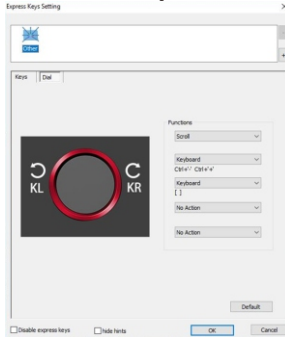 Express Keys Setting
Other
Keys
Dial
KL
KR
Functions
Scroll
Keyboard
Ctrl+'-' Ctrl+'+'
Keyboard
[ ]
No Action
No Action
Default
Disable express keys
hide hints
OK
Cancel